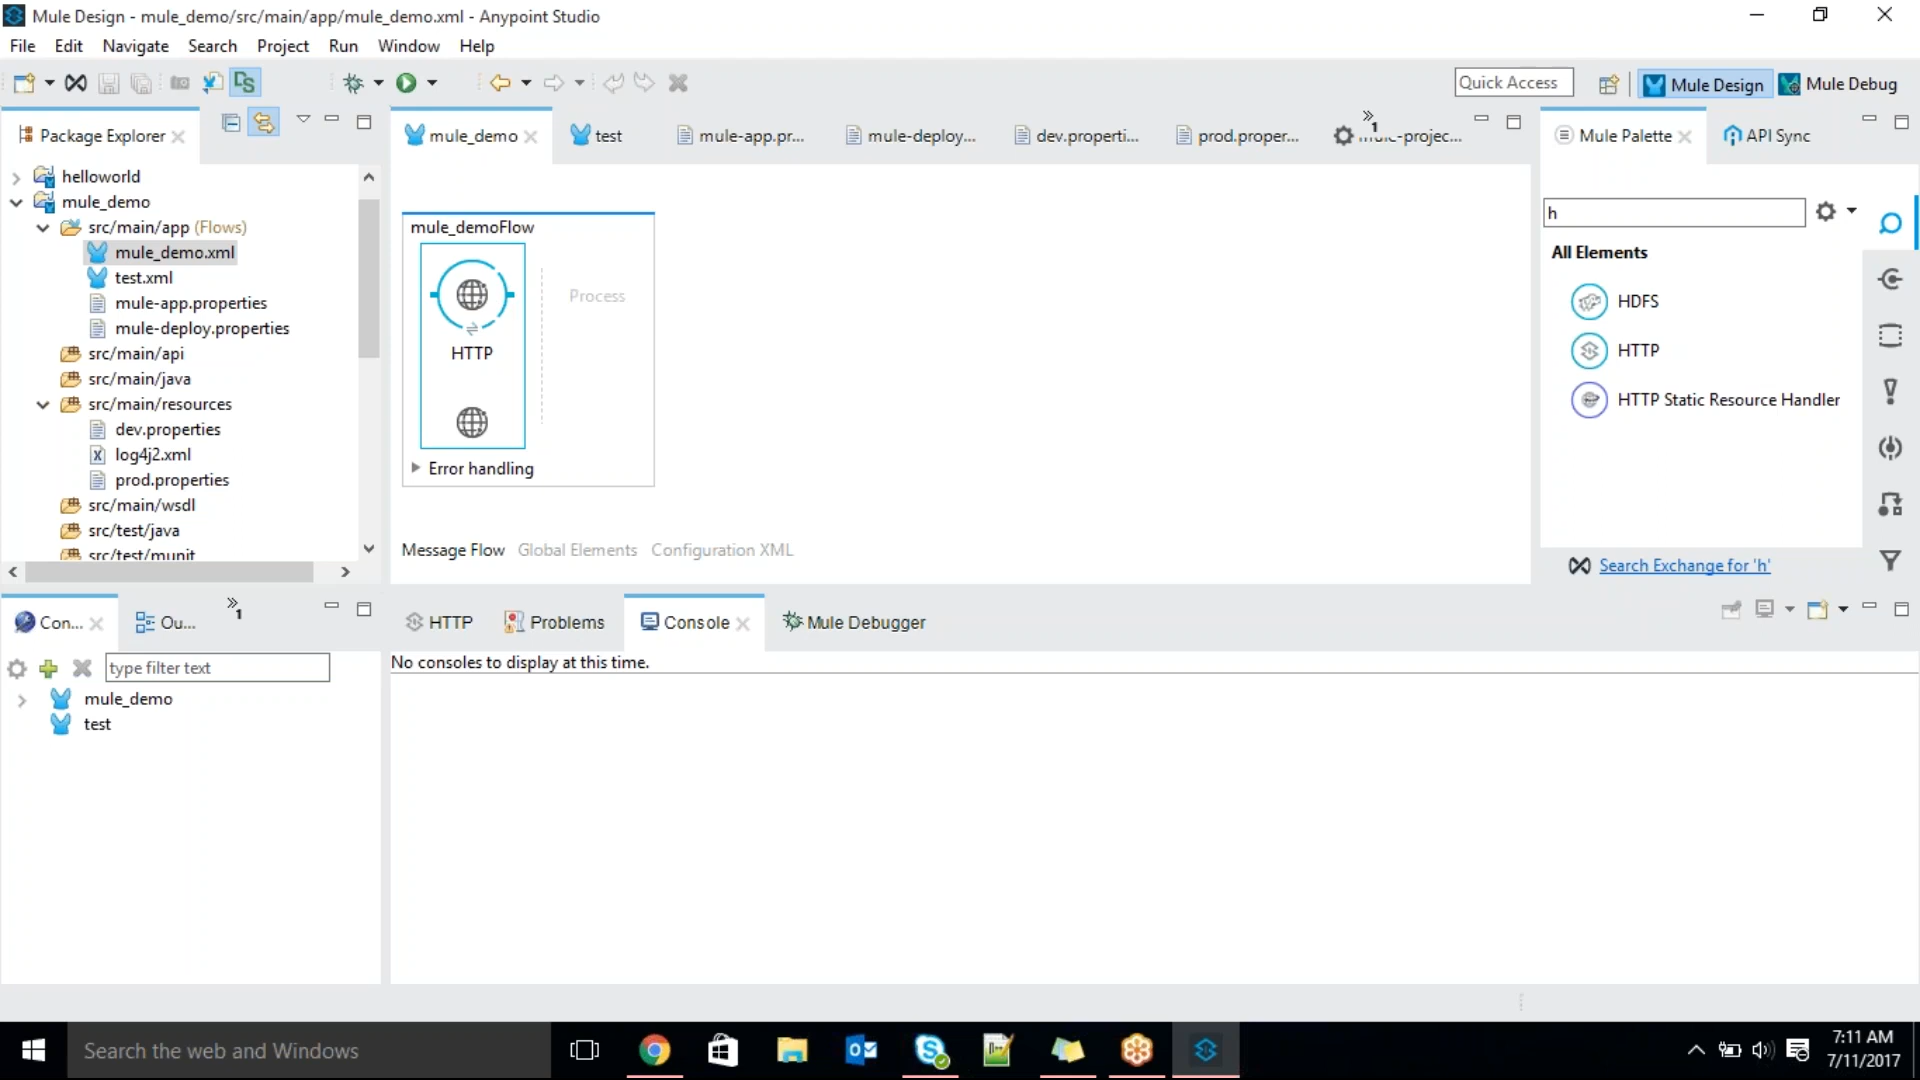 Mule Design - mule_demo/src/main/app/mule_demo.xml - Anypoint Studio
File Edit Navigate Search Project Run Window Help
Quick Access
Mule Design
Mule Debug
Package Explorer
helloworld
mule_demo
src/main/app (Flows)
mule_demo.xml
test.xml
mule-app.properties
mule-deploy.properties
src/main/api
src/main/java
src/main/resources
dev.properties
log4j2.xml
prod.properties
src/main/wsdl
src/test/java
src/test/munit
mule_demo
test
mule-app.pr...
mule-deploy...
dev.properti...
prod.proper...
mule-projec...
1
mule_demoFlow
Process
HTTP
Error handling
Message Flow Global Elements Configuration XML
Mule Palette
API Sync
h
All Elements
HDFS
HTTP
HTTP Static Resource Handler
Search Exchange for 'h'
Con...
Ou...
1
type filter text
mule_demo
test
HTTP
Problems
Console
Mule Debugger
No consoles to display at this time.
Search the web and Windows
7:11 AM
7/11/2017